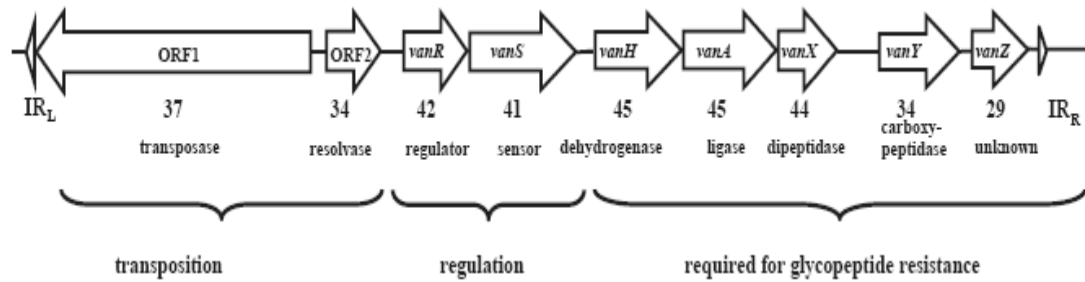 ORF1 ORF2 vanR vanS vanH vanA vanX vanY vanZ
IRL 37 34 42 41 45 45 44 34 29 IRR
transposase resolvase regulator sensor dehydrogenase ligase dipeptidase carboxy-
peptidase unknown
transposition regulation required for glycopeptide resistance